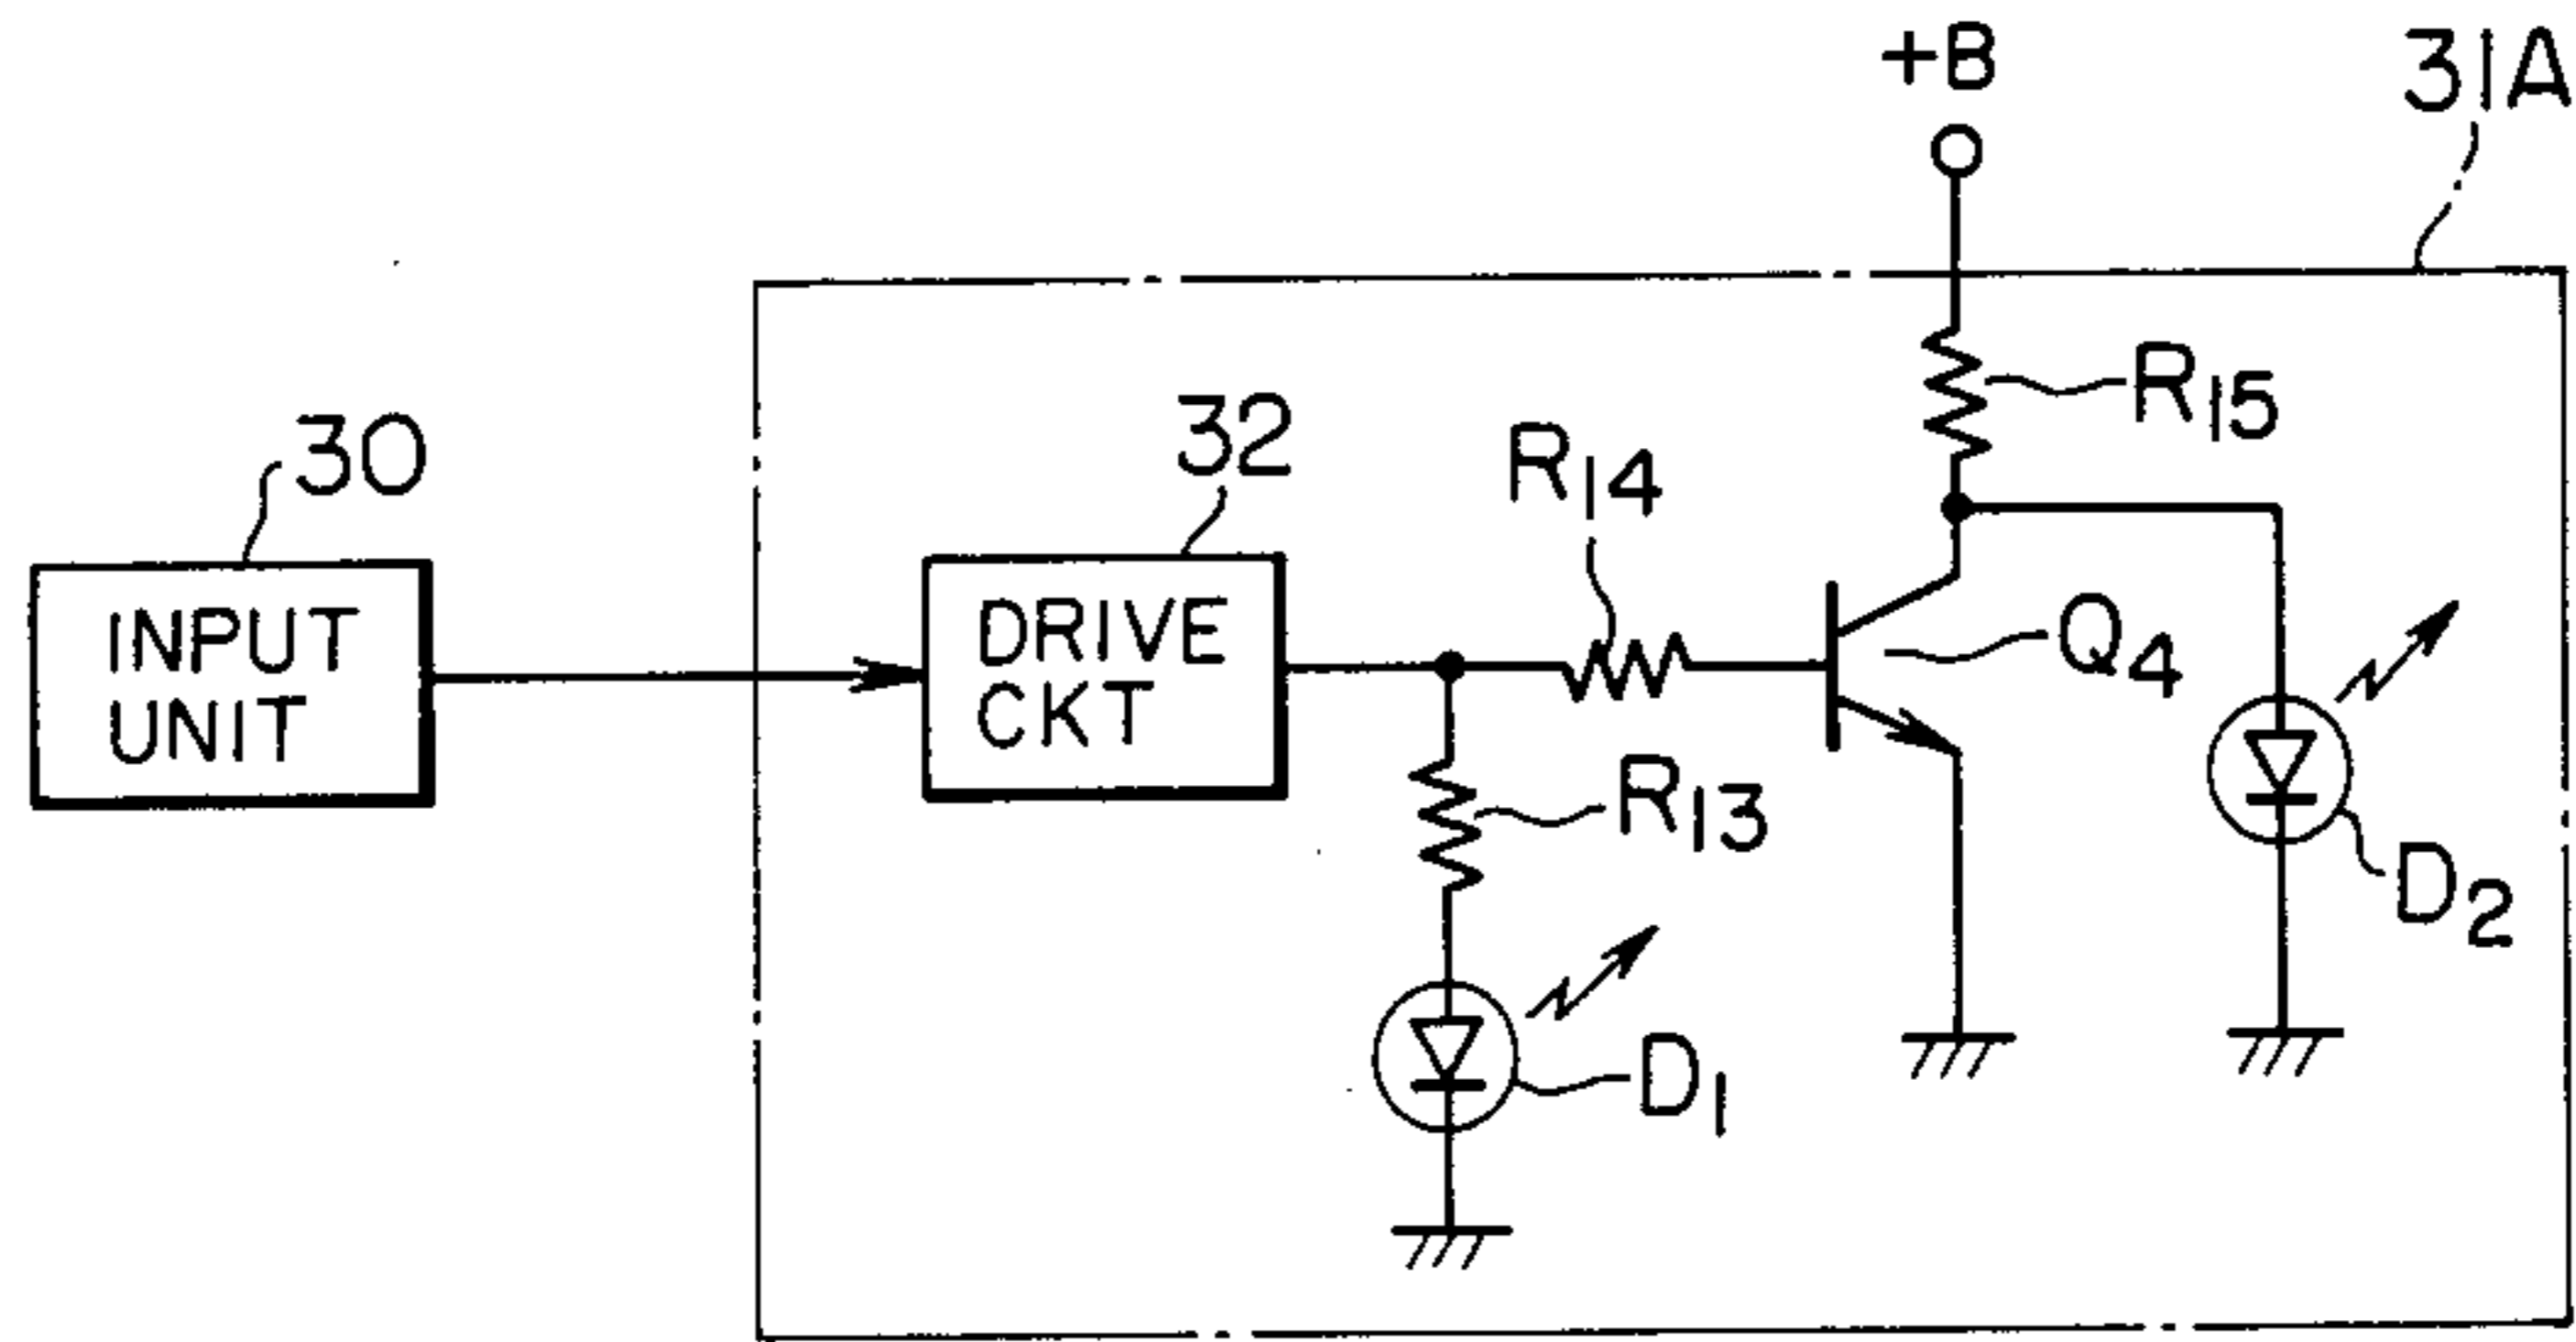 +B
31A
R15
30
32
R14
INPUT
UNIT
DRIVE
CKT
Q4
R13
D2
D1